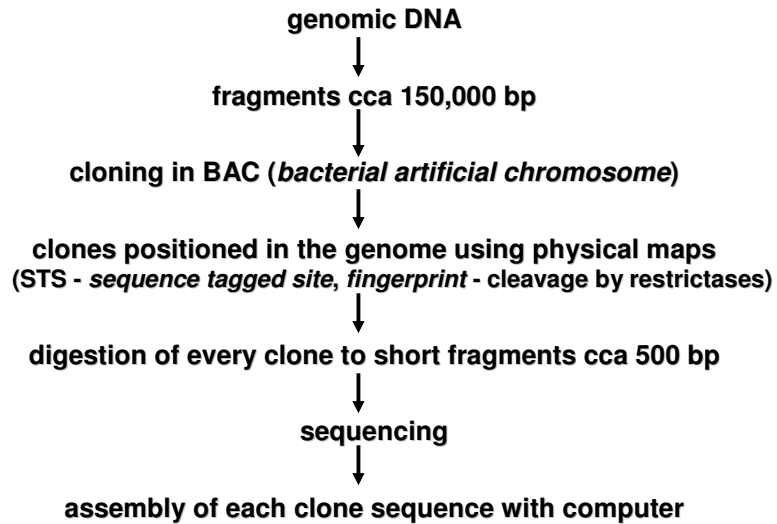 genomic DNA
fragments cca 150,000 bp
cloning in BAC (bacterial artificial chromosome)
clones positioned in the genome using physical maps
(STS - sequence tagged site, fingerprint - cleavage by restrictases)
digestion of every clone to short fragments cca 500 bp
sequencing
assembly of each clone sequence with computer